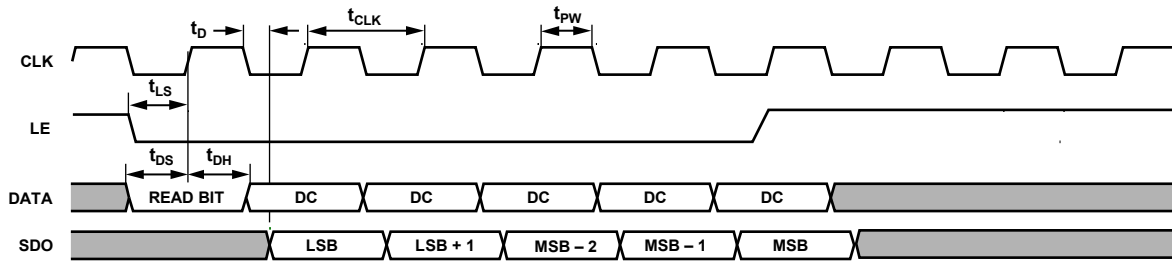 tD
tCLK
tPW
CLK
tLS
LE
tDS
tDH
DATA
READ BIT
DC
DC
DC
DC
DC
SDO
LSB
LSB + 1
MSB – 2
MSB – 1
MSB